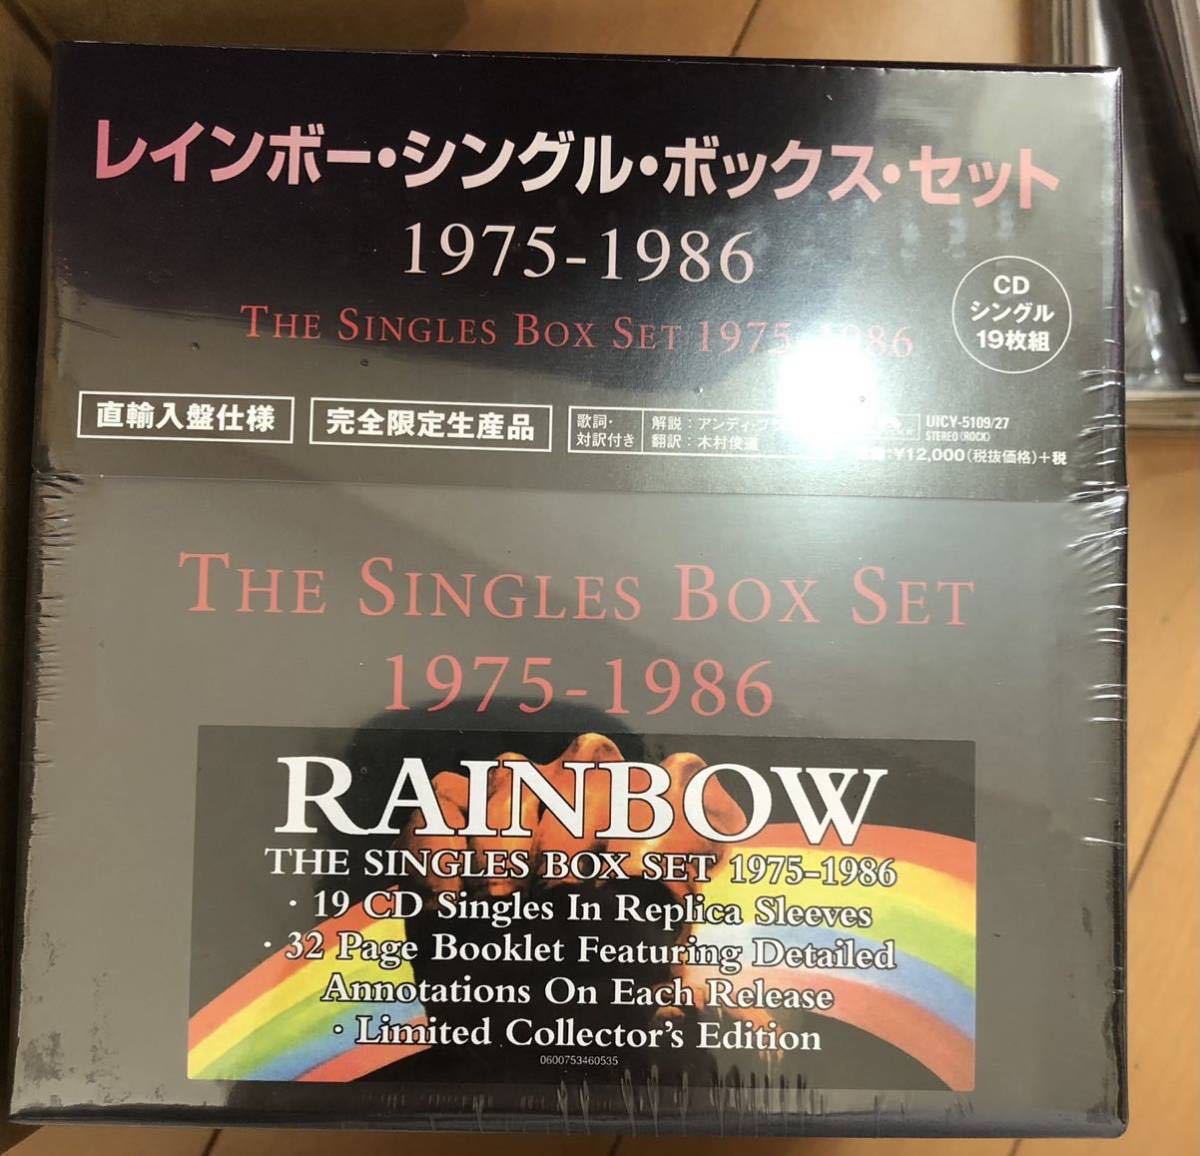 レインボー・シングル・ボックス・セット
1975-1986
THE SINGLES BOX SET 1975-1986
CD
シングル
19枚組
直輸入盤仕様
完全限定生産品
歌詞・
対訳付き
解説：アンディ・
翻訳：木村俊道
UICY-5109/27
STEREO (ROCK)
¥12,000(税抜価格)+税
THE SINGLES BOX SET
1975-1986
RAINBOW
THE SINGLES BOX SET 1975-1986
· 19 CD Singles In Replica Sleeves
· 32 Page Booklet Featuring Detailed
Annotations On Each Release
· Limited Collector's Edition
0600753460535